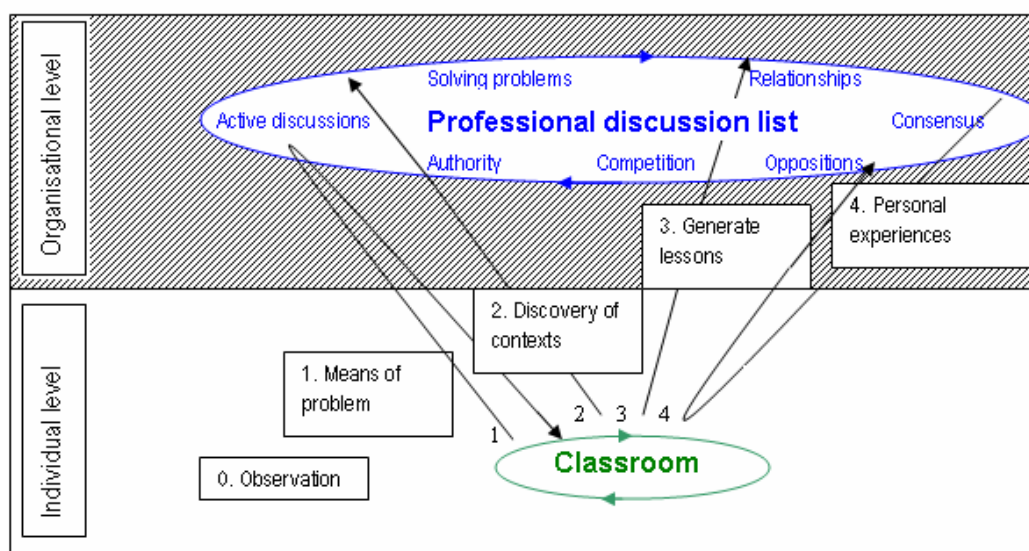 Organisational level
Solving problems
Relationships
Active discussions
Professional discussion list
Consensus
Authority
Competition
Oppositions
3. Generate
lessons
4. Personal
experiences
Individual level
2. Discovery of
contexts
1. Means of
problem
1
2
3
4
Classroom
0. Observation